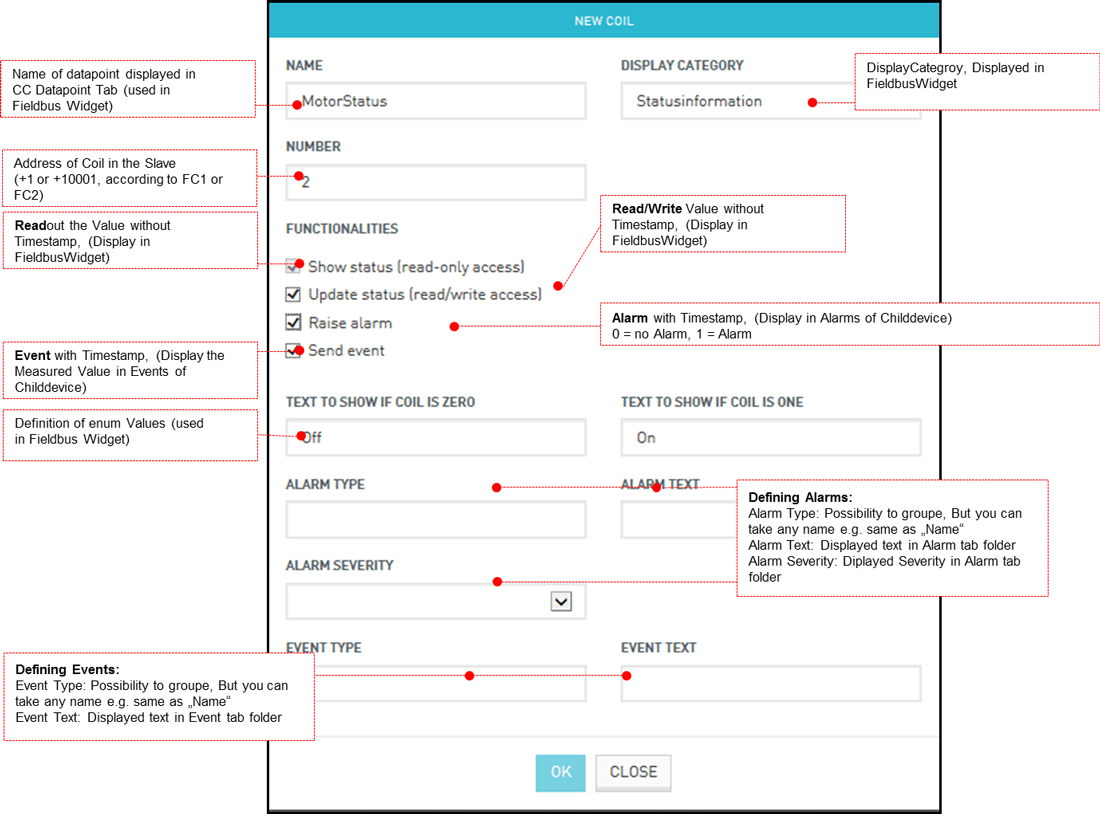 NEW COIL
NAME
DISPLAY CATEGORY
MotorStatus
Statusinformation
Name of datapoint displayed in
CC Datapoint Tab (used in
Fieldbus Widget)
DisplayCategroy, Displayed in
FieldbusWidget
NUMBER
2
Address of Coil in the Slave
(+1 or +10001, according to FC1 or
FC2)
Readout the Value without
Timestamp, (Display in
FieldbusWidget)
Read/Write Value without
Timestamp, (Display in
FieldbusWidget)
FUNCTIONALITIES
Show status (read-only access)
Update status (read/write access)
Raise alarm
Send event
Alarm with Timestamp, (Display in Alarms of Childdevice)
0 = no Alarm, 1 = Alarm
Event with Timestamp, (Display the
Measured Value in Events of
Childdevice)
TEXT TO SHOW IF COIL IS ZERO
TEXT TO SHOW IF COIL IS ONE
Off
On
Definition of enum Values (used
in Fieldbus Widget)
ALARM TYPE
ALARM TEXT
Defining Alarms:
Alarm Type: Possibility to groupe, But you can
take any name e.g. same as „Name“
Alarm Text: Displayed text in Alarm tab folder
Alarm Severity: Diplayed Severity in Alarm tab
folder
ALARM SEVERITY
EVENT TYPE
EVENT TEXT
Defining Events:
Event Type: Possibility to groupe, But you can
take any name e.g. same as „Name“
Event Text: Displayed text in Event tab folder
OK
CLOSE